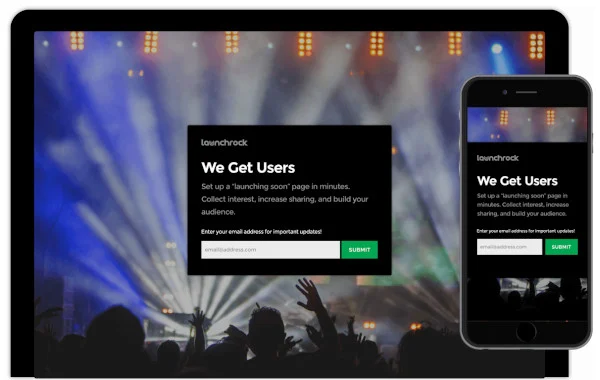 launchrock
We Get Users
Set up a "launching soon" page in minutes.
Collect interest, increase sharing, and build your
audience.
Enter your email address for important updates!
email@address.com
SUBMIT
launchrock
We Get Users
Set up a "launching soon" page in
minutes. Collect interest, increase
sharing, and build your audience.
Enter your email address for important updates!
email@address.com
SUBMIT